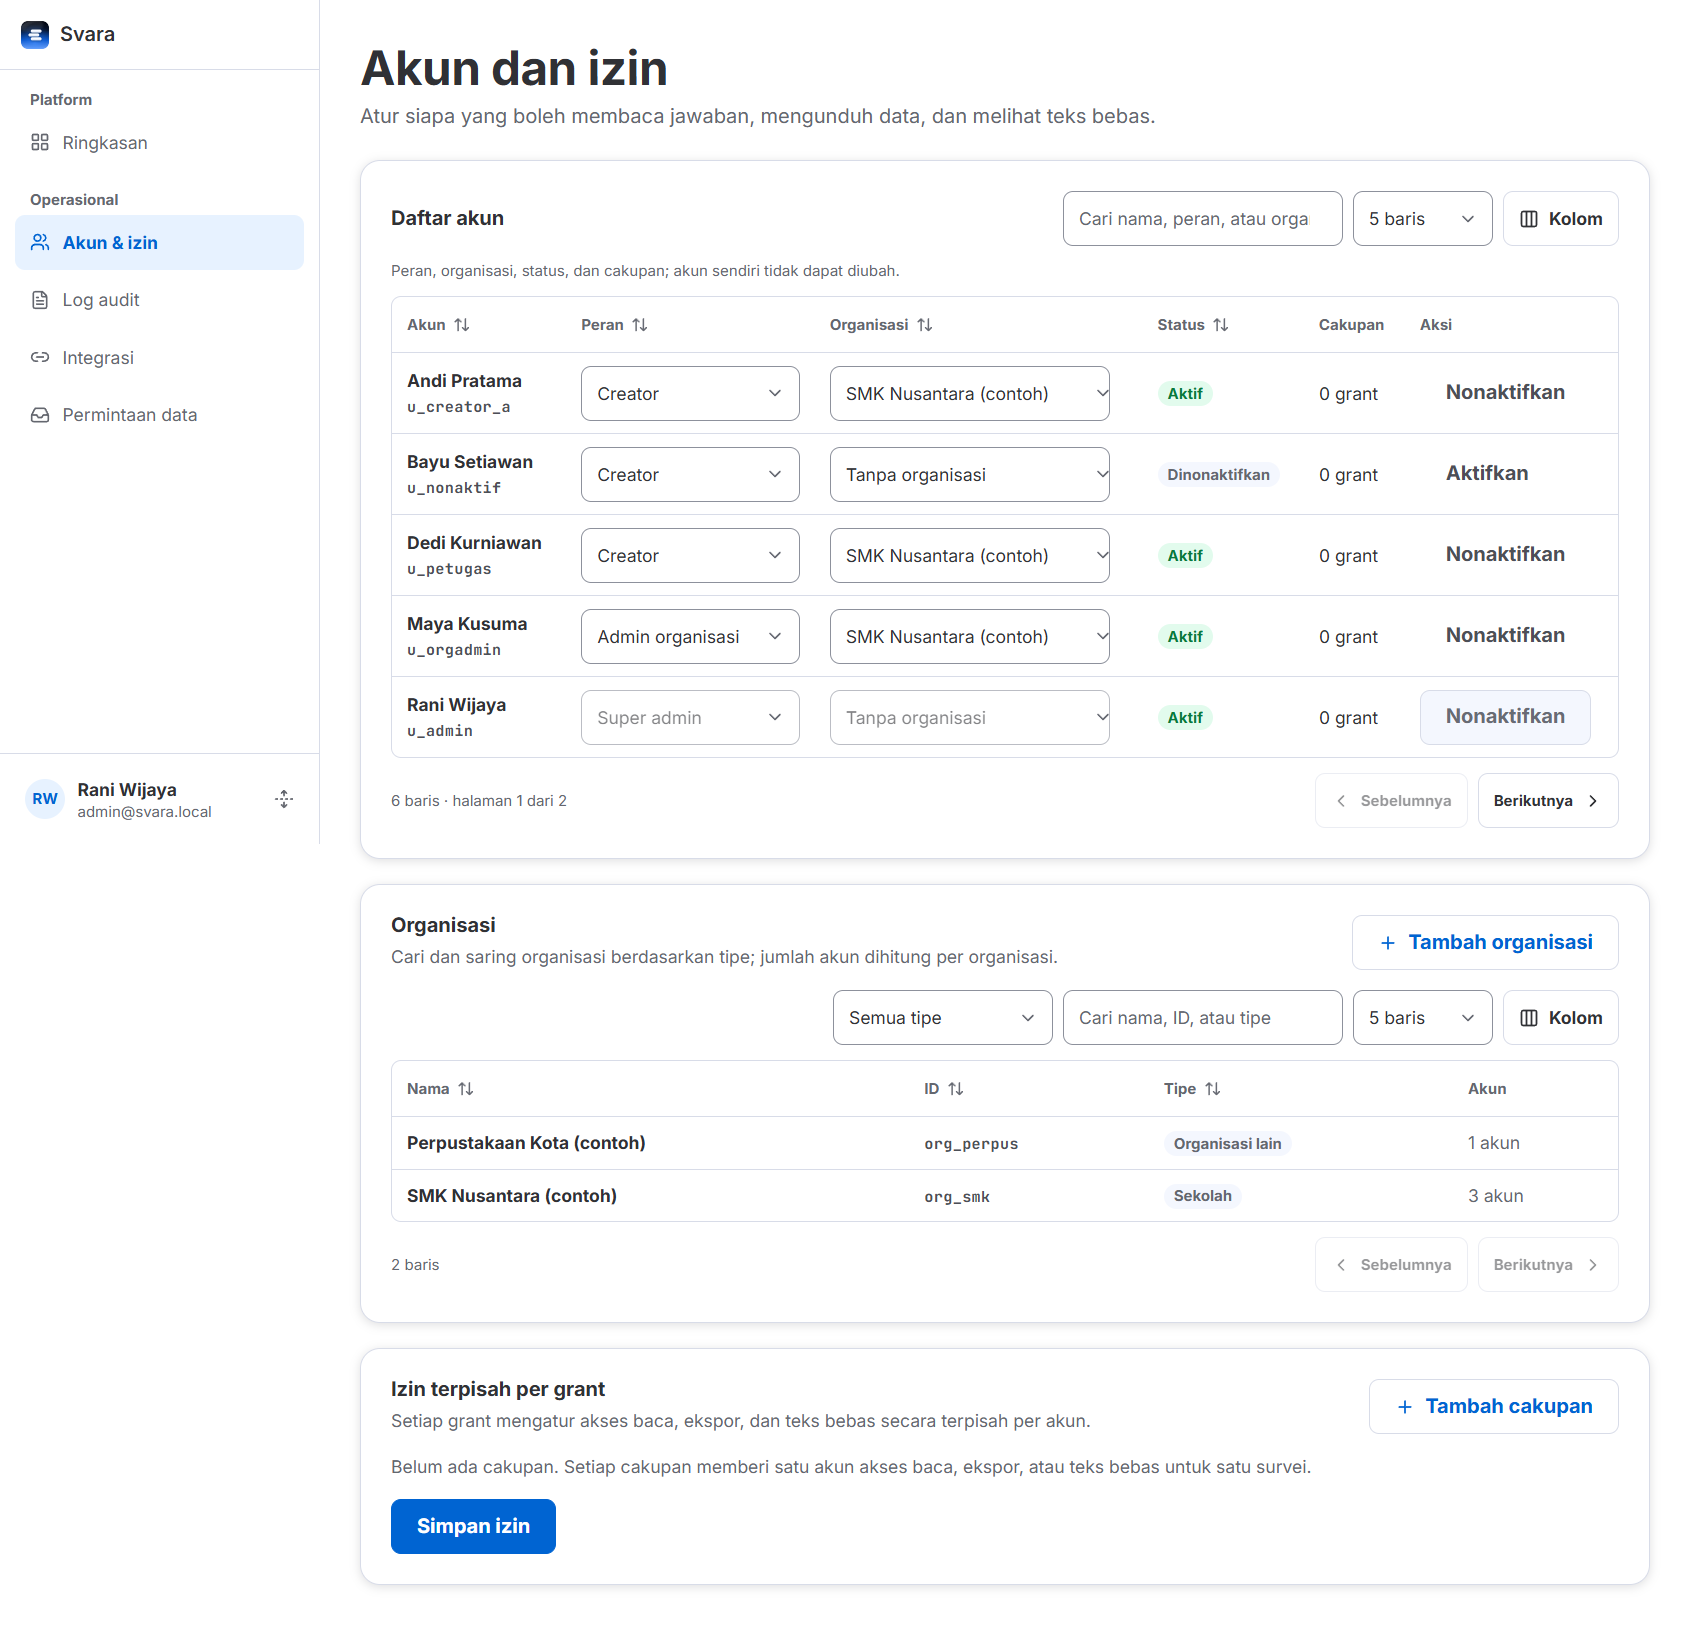 Svara
Platform
Ringkasan
Operasional
Akun & izin
Log audit
Integrasi
Permintaan data
RW
Rani Wijaya
admin@svara.local
Akun dan izin
Atur siapa yang boleh membaca jawaban, mengunduh data, dan melihat teks bebas.
Daftar akun
Cari nama, peran, atau orga
5 baris
Kolom
Peran, organisasi, status, dan cakupan; akun sendiri tidak dapat diubah.
Akun Peran Organisasi Status Cakupan Aksi
Andi Pratama
u_creator_a
Creator SMK Nusantara (contoh) Aktif 0 grant Nonaktifkan
Bayu Setiawan
u_nonaktif
Creator Tanpa organisasi Dinonaktifkan 0 grant Aktifkan
Dedi Kurniawan
u_petugas
Creator SMK Nusantara (contoh) Aktif 0 grant Nonaktifkan
Maya Kusuma
u_orgadmin
Admin organisasi SMK Nusantara (contoh) Aktif 0 grant Nonaktifkan
Rani Wijaya
u_admin
Super admin Tanpa organisasi Aktif 0 grant Nonaktifkan
6 baris · halaman 1 dari 2
Sebelumnya
Berikutnya
Organisasi
Cari dan saring organisasi berdasarkan tipe; jumlah akun dihitung per organisasi.
Tambah organisasi
Semua tipe
Cari nama, ID, atau tipe
5 baris
Kolom
Nama ID Tipe Akun
Perpustakaan Kota (contoh) org_perpus Organisasi lain 1 akun
SMK Nusantara (contoh) org_smk Sekolah 3 akun
2 baris
Sebelumnya
Berikutnya
Izin terpisah per grant
Setiap grant mengatur akses baca, ekspor, dan teks bebas secara terpisah per akun.
Tambah cakupan
Belum ada cakupan. Setiap cakupan memberi satu akun akses baca, ekspor, atau teks bebas untuk satu survei.
Simpan izin